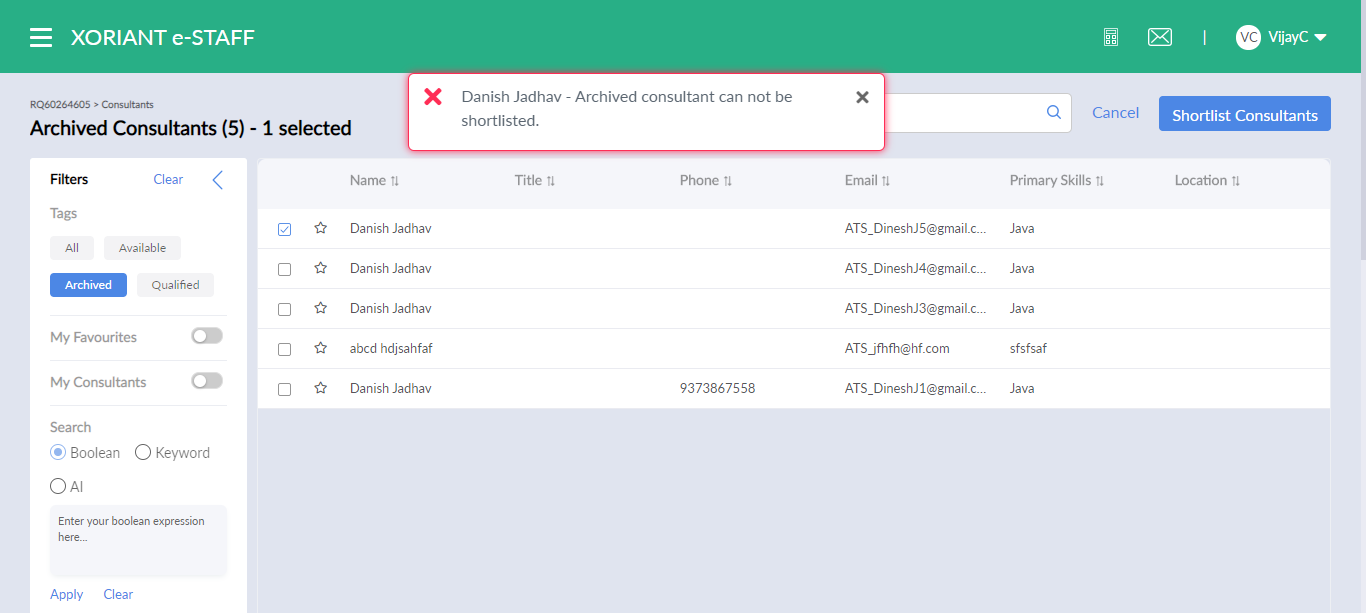 XORIANT e-STAFF
|
VC VijayC
RQ60264605 > Consultants
Archived Consultants (5) - 1 selected
Danish Jadhav - Archived consultant can not be
shortlisted.
Cancel
Shortlist Consultants
Filters Clear
Tags
All Available
Archived Qualified
My Favourites
My Consultants
Search
Boolean Keyword
AI
Enter your boolean expression
here...
Apply Clear
Name Title Phone Email Primary Skills Location
Danish Jadhav ATS_DineshJ5@gmail.c... Java
Danish Jadhav ATS_DineshJ4@gmail.c... Java
Danish Jadhav ATS_DineshJ3@gmail.c... Java
abcd hdjsahfaf ATS_jfhfh@hf.com sfsfsaf
Danish Jadhav 9373867558 ATS_DineshJ1@gmail.c... Java